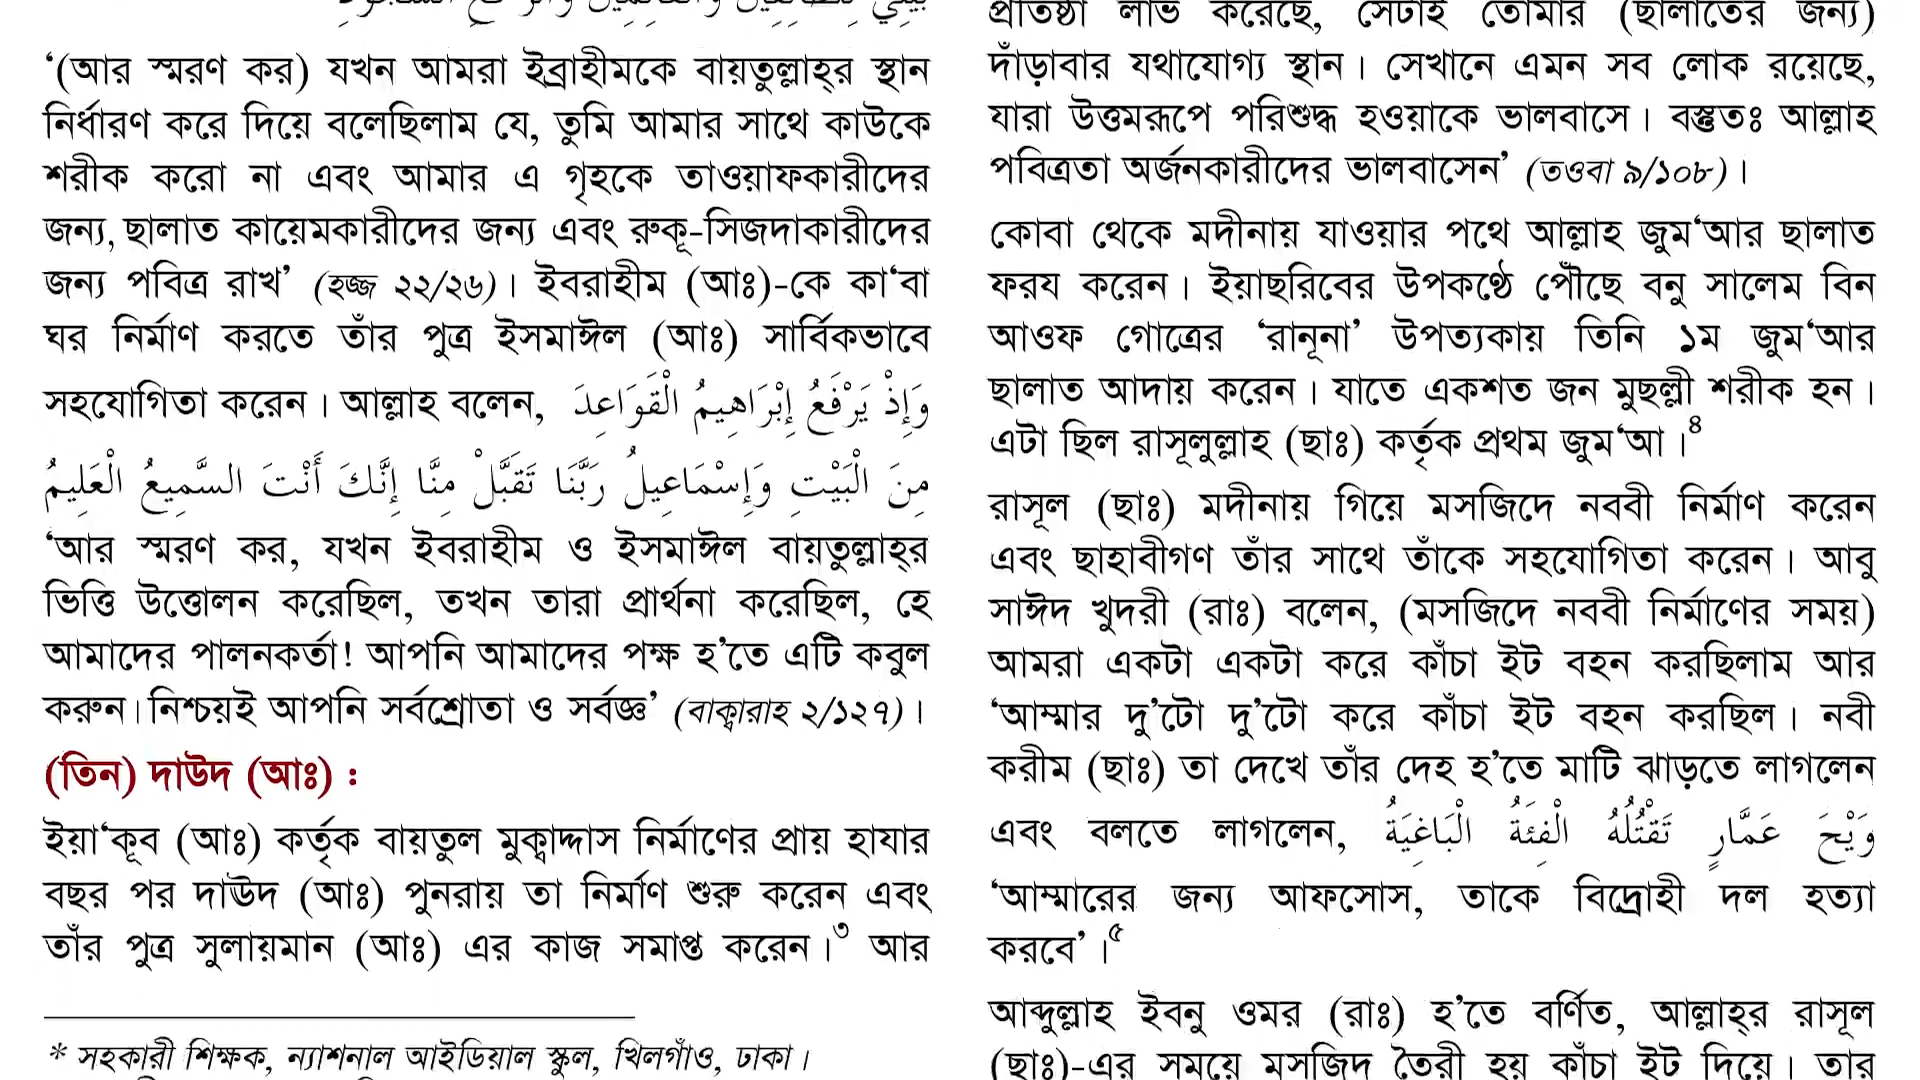 ‘(আর স্মরণ কর) যখন আমরা ইব্রাহীমকে বায়তুল্লাহ্‌র স্থান
নির্ধারণ করে দিয়ে বলেছিলাম যে, তুমি আমার সাথে কাউকে
শরীক করো না এবং আমার এ গৃহকে তাওয়াফকারীদের
জন্য, ছালাত কায়েমকারীদের জন্য এবং রুকূ-সিজদাকারীদের
জন্য পবিত্র রাখ’ (হজ্জ ২২/২৬)। ইবরাহীম (আঃ)-কে কা‘বা
ঘর নির্মাণ করতে তাঁর পুত্র ইসমাঈল (আঃ) সার্বিকভাবে
সহযোগিতা করেন। আল্লাহ বলেন, وَإِذْ يَرْفَعُ إِبْرَاهِيمُ الْقَوَاعِدَ
مِنَ الْبَيْتِ وَإِسْمَاعِيلُ رَبَّنَا تَقَبَّلْ مِنَّا إِنَّكَ أَنْتَ السَّمِيعُ الْعَلِيمُ
‘আর স্মরণ কর, যখন ইবরাহীম ও ইসমাঈল বায়তুল্লাহ্‌র
ভিত্তি উত্তোলন করেছিল, তখন তারা প্রার্থনা করেছিল, হে
আমাদের পালনকর্তা! আপনি আমাদের পক্ষ হ’তে এটি কবুল
করুন। নিশ্চয়ই আপনি সর্বশ্রোতা ও সর্বজ্ঞ’ (বাক্বারাহ ২/১২৭)।
(তিন) দাউদ (আঃ) :
ইয়া‘কূব (আঃ) কর্তৃক বায়তুল মুক্বাদ্দাস নির্মাণের প্রায় হাযার
বছর পর দাঊদ (আঃ) পুনরায় তা নির্মাণ শুরু করেন এবং
তাঁর পুত্র সুলায়মান (আঃ) এর কাজ সমাপ্ত করেন।৩ আর
* সহকারী শিক্ষক, ন্যাশনাল আইডিয়াল স্কুল, খিলগাঁও, ঢাকা।
প্রতিষ্ঠা লাভ করেছে, সেটাই তোমার (ছালাতের জন্য)
দাঁড়াবার যথাযোগ্য স্থান। সেখানে এমন সব লোক রয়েছে,
যারা উত্তমরূপে পরিশুদ্ধ হওয়াকে ভালবাসে। বস্তুতঃ আল্লাহ
পবিত্রতা অর্জনকারীদের ভালবাসেন’ (তওবা ৯/১০৮)।
কোবা থেকে মদীনায় যাওয়ার পথে আল্লাহ জুম‘আর ছালাত
ফরয করেন। ইয়াছরিবের উপকণ্ঠে পৌঁছে বনু সালেম বিন
আওফ গোত্রের ‘রানূনা’ উপত্যকায় তিনি ১ম জুম‘আর
ছালাত আদায় করেন। যাতে একশত জন মুছল্লী শরীক হন।
এটা ছিল রাসূলুল্লাহ (ছাঃ) কর্তৃক প্রথম জুম‘আ।৪
রাসূল (ছাঃ) মদীনায় গিয়ে মসজিদে নববী নির্মাণ করেন
এবং ছাহাবীগণ তাঁর সাথে তাঁকে সহযোগিতা করেন। আবু
সাঈদ খুদরী (রাঃ) বলেন, (মসজিদে নববী নির্মাণের সময়)
আমরা একটা একটা করে কাঁচা ইট বহন করছিলাম আর
‘আম্মার দু’টো দু’টো করে কাঁচা ইট বহন করছিল। নবী
করীম (ছাঃ) তা দেখে তাঁর দেহ হ’তে মাটি ঝাড়তে লাগলেন
এবং বলতে লাগলেন, وَيْحَ عَمَّارٍ تَقْتُلُهُ الْفِئَةُ الْبَاغِيَةُ
‘আম্মারের জন্য আফসোস, তাকে বিদ্রোহী দল হত্যা
করবে’।৫
আব্দুল্লাহ ইবনু ওমর (রাঃ) হ’তে বর্ণিত, আল্লাহ্‌র রাসূল
(ছাঃ)-এর সময়ে মসজিদ তৈরী হয় কাঁচা ইট দিয়ে। তার